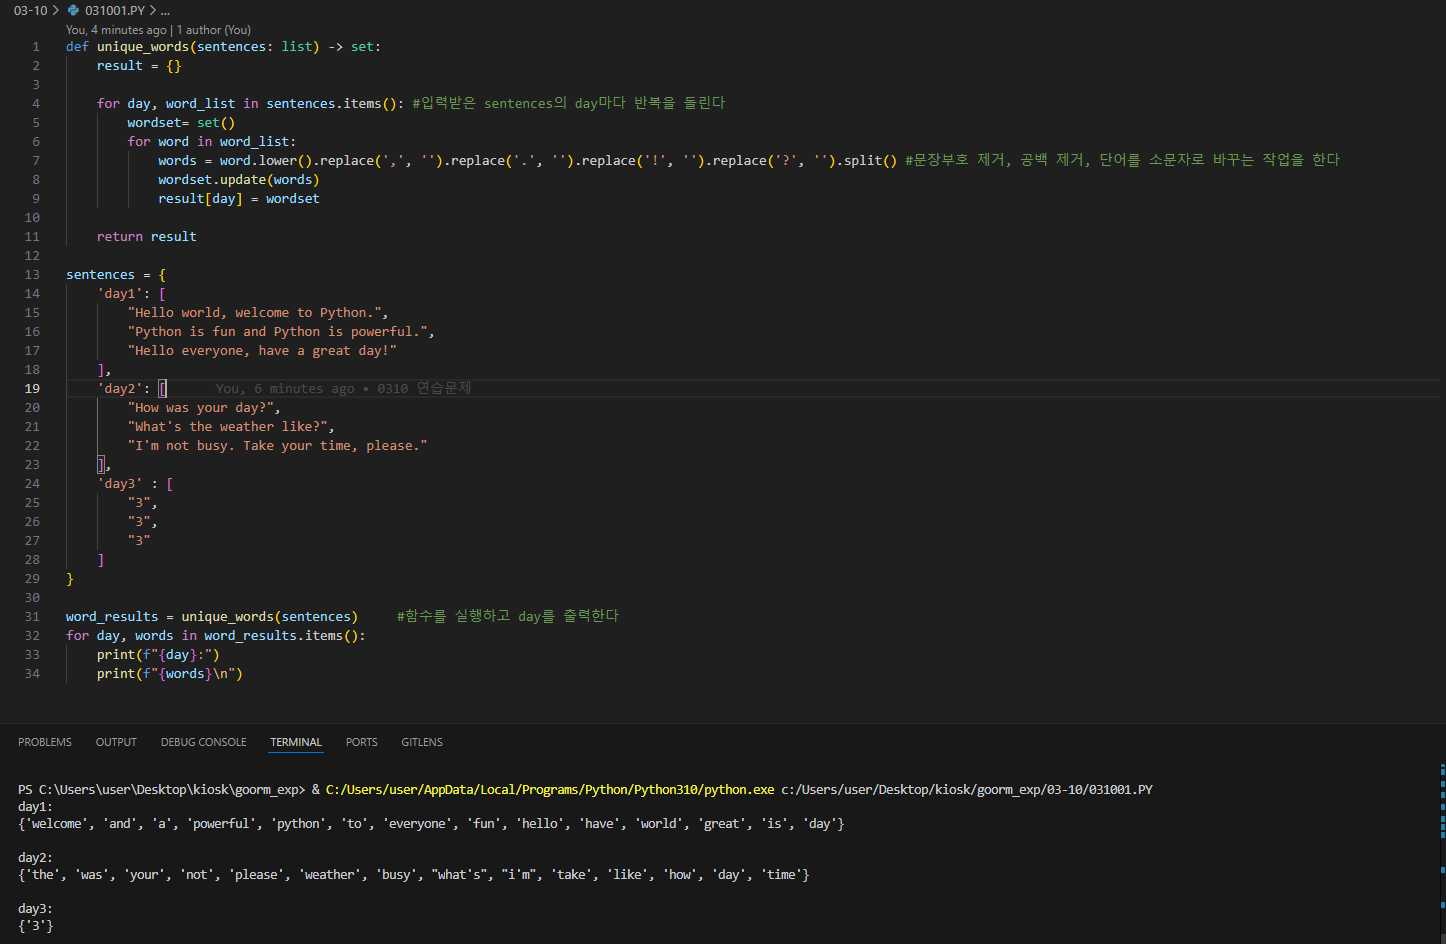 03-10 > 031001.PY > ...
You, 4 minutes ago | 1 author (You)
1 def unique_words(sentences: list) -> set:
2     result = {}
3
4     for day, word_list in sentences.items(): #입력받은 sentences의 day마다 반복을 돌린다
5         wordset= set()
6         for word in word_list:
7             words = word.lower().replace(',', '').replace('.', '').replace('!', '').replace('?', '').split() #문장부호 제거, 공백 제거, 단어를 소문자로 바꾸는 작업을 한다
8             wordset.update(words)
9             result[day] = wordset
10
11     return result
12
13 sentences = {
14     'day1': [
15         "Hello world, welcome to Python.",
16         "Python is fun and Python is powerful.",
17         "Hello everyone, have a great day!"
18     ],
19     'day2': [ You, 6 minutes ago • 0310 연습문제
20         "How was your day?",
21         "What's the weather like?",
22         "I'm not busy. Take your time, please."
23     ],
24     'day3' : [
25         "3",
26         "3",
27         "3"
28     ]
29 }
30
31 word_results = unique_words(sentences)     #함수를 실행하고 day를 출력한다
32 for day, words in word_results.items():
33     print(f"{day}:")
34     print(f"{words}\n")
PROBLEMS OUTPUT DEBUG CONSOLE TERMINAL PORTS GITLENS
PS C:\Users\user\Desktop\kiosk\goorm_exp> & C:/Users/user/AppData/Local/Programs/Python/Python310/python.exe c:/Users/user/Desktop/kiosk/goorm_exp/03-10/031001.PY
day1:
{'welcome', 'and', 'a', 'powerful', 'python', 'to', 'everyone', 'fun', 'hello', 'have', 'world', 'great', 'is', 'day'}
day2:
{'the', 'was', 'your', 'not', 'please', 'weather', 'busy', "what's", "i'm", 'take', 'like', 'how', 'day', 'time'}
day3:
{'3'}